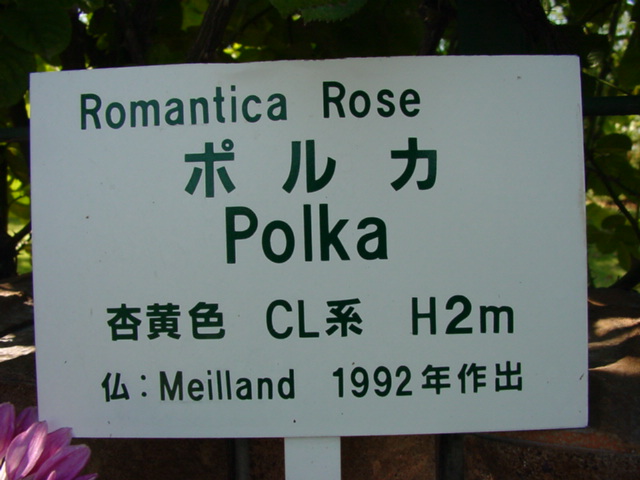 Romantica Rose
ポルカ
Polka
杏黄色 CL系 H2m
仏：Meilland 1992年作出